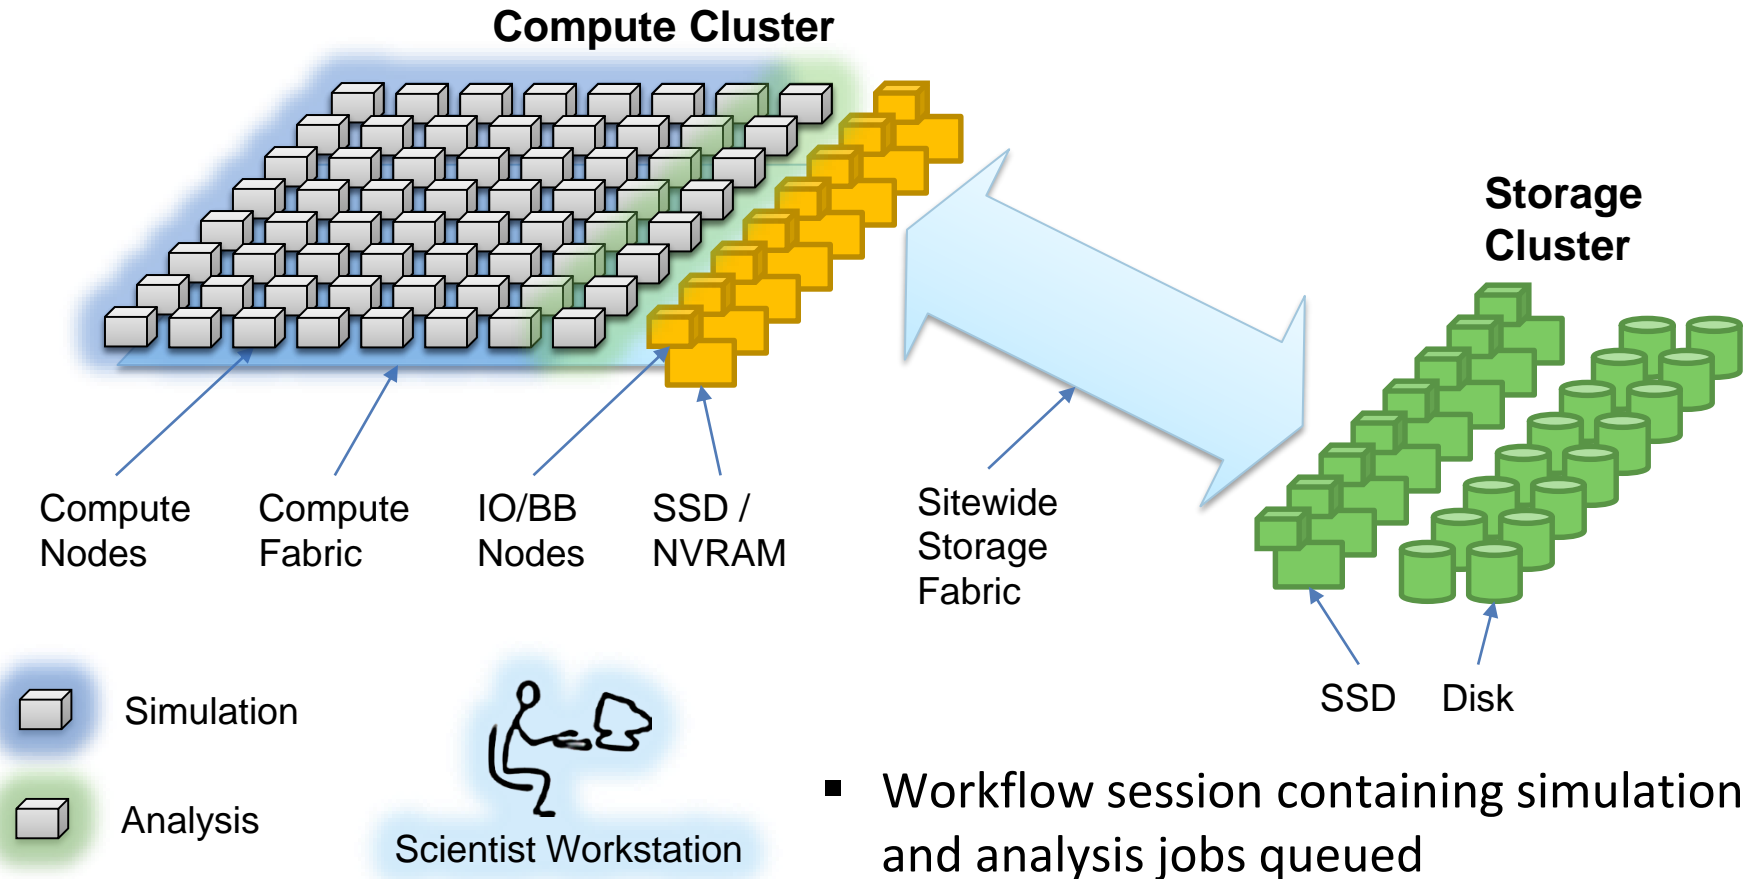 Compute Cluster
Storage
Cluster
Compute
Nodes
Compute
Fabric
IO/BB
Nodes
SSD /
NVRAM
Sitewide
Storage
Fabric
SSD
Disk
Simulation
Analysis
Scientist Workstation
▪ Workflow session containing simulation
and analysis jobs queued